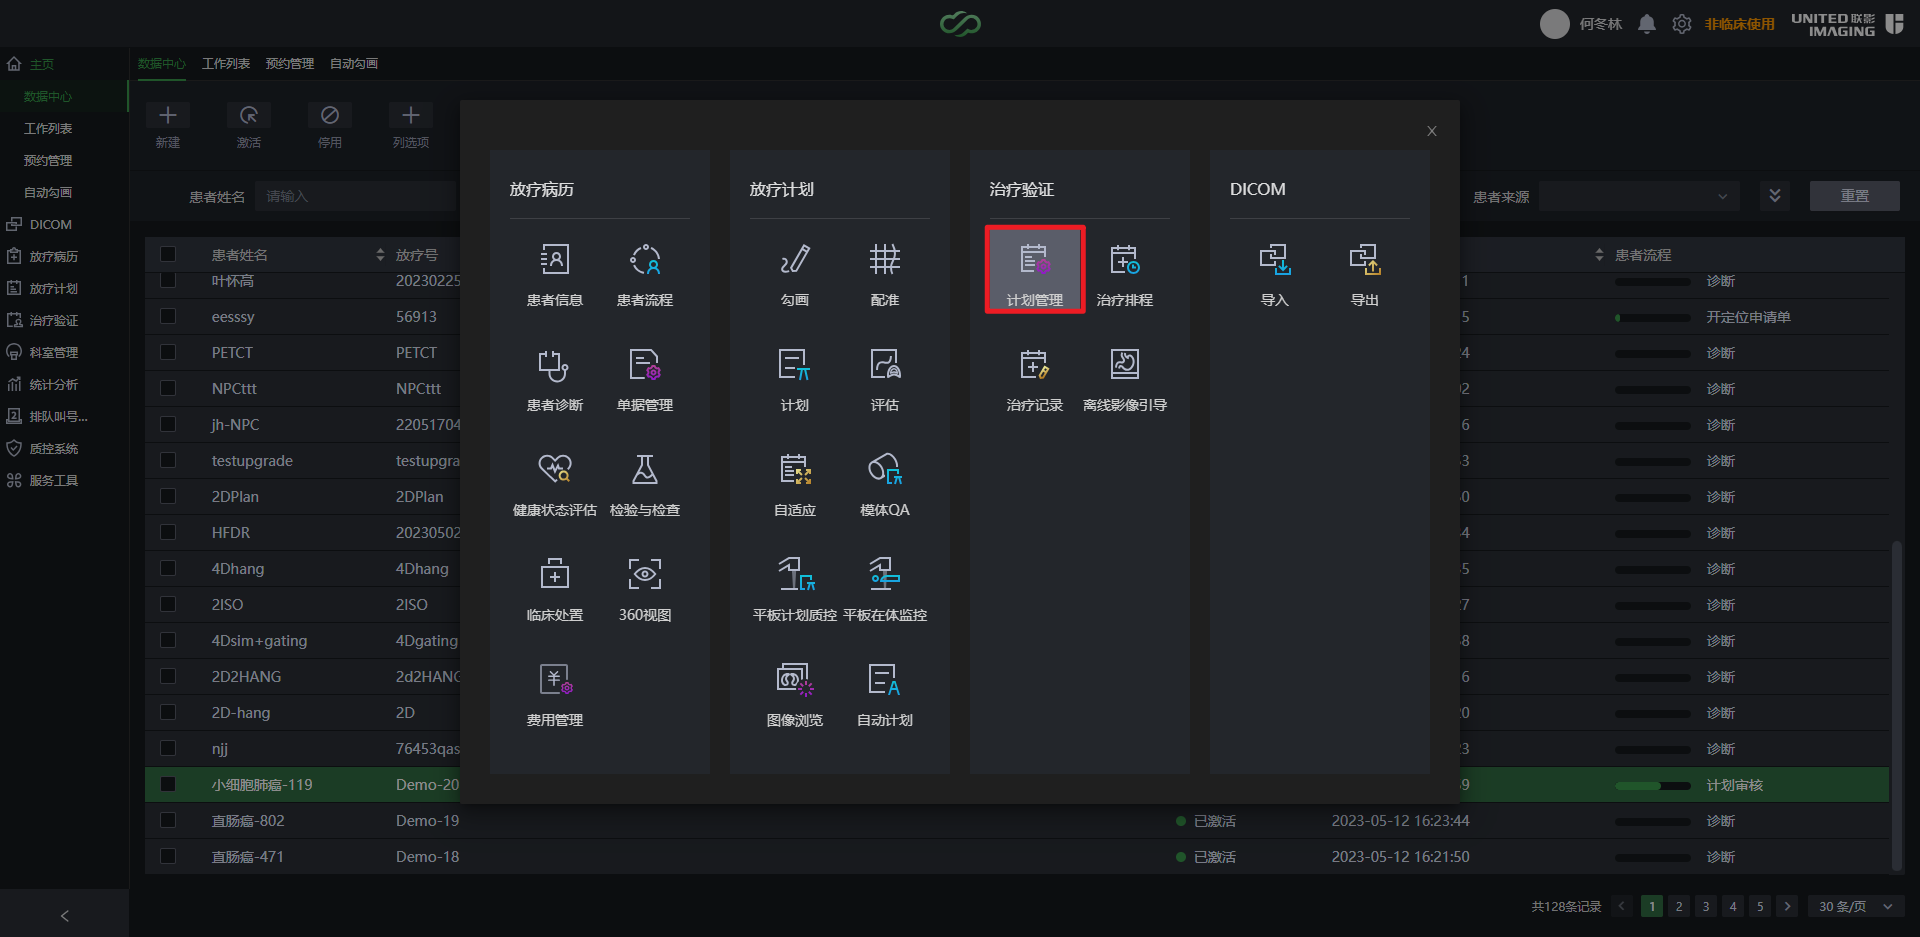 何冬林 非临床使用 UNITED 联影 IMAGING
主页
数据中心 工作列表 预约管理 自动勾画
数据中心
工作列表
预约管理
自动勾画
DICOM
放疗病历
放疗计划
治疗验证
科室管理
统计分析
排队叫号...
质控系统
服务工具
新建 激活 停用 列选项
患者姓名 请输入 患者来源 重置
患者姓名 放疗号 患者流程
叶怀高 20230225 1 诊断
eesssy 56913 5 开定位申请单
PETCT PETCT 24 诊断
NPCttt NPCttt 诊断
jh-NPC 22051704 6 诊断
testupgrade testupgra 诊断
2DPlan 2DPlan 诊断
HFDR 20230502 诊断
4Dhang 4Dhang 诊断
2ISO 2ISO 27 诊断
4Dsim+gating 4Dgating 诊断
2D2HANG 2d2HANG 6 诊断
2D-hang 2D 20 诊断
njj 76453qas 23 诊断
小细胞肺癌-119 Demo-20 计划审核
直肠癌-802 Demo-19 已激活 2023-05-12 16:23:44 诊断
直肠癌-471 Demo-18 已激活 2023-05-12 16:21:50 诊断
共128条记录 1 2 3 4 5 30 条/页
X
放疗病历
患者信息 患者流程
患者诊断 单据管理
健康状态评估 检验与检查
临床处置 360视图
费用管理
放疗计划
勾画 配准
计划 评估
自适应 模体QA
平板计划质控 平板在体监控
图像浏览 自动计划
治疗验证
计划管理 治疗排程
治疗记录 离线影像引导
DICOM
导入 导出